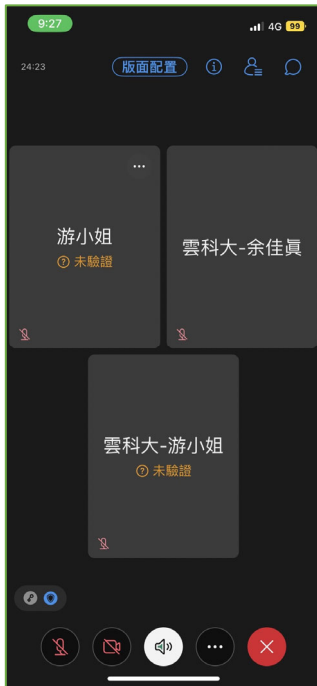 9:27
4G 99
24:23
版面配置
游小姐
未驗證
雲科大-余佳真
雲科大-游小姐
未驗證